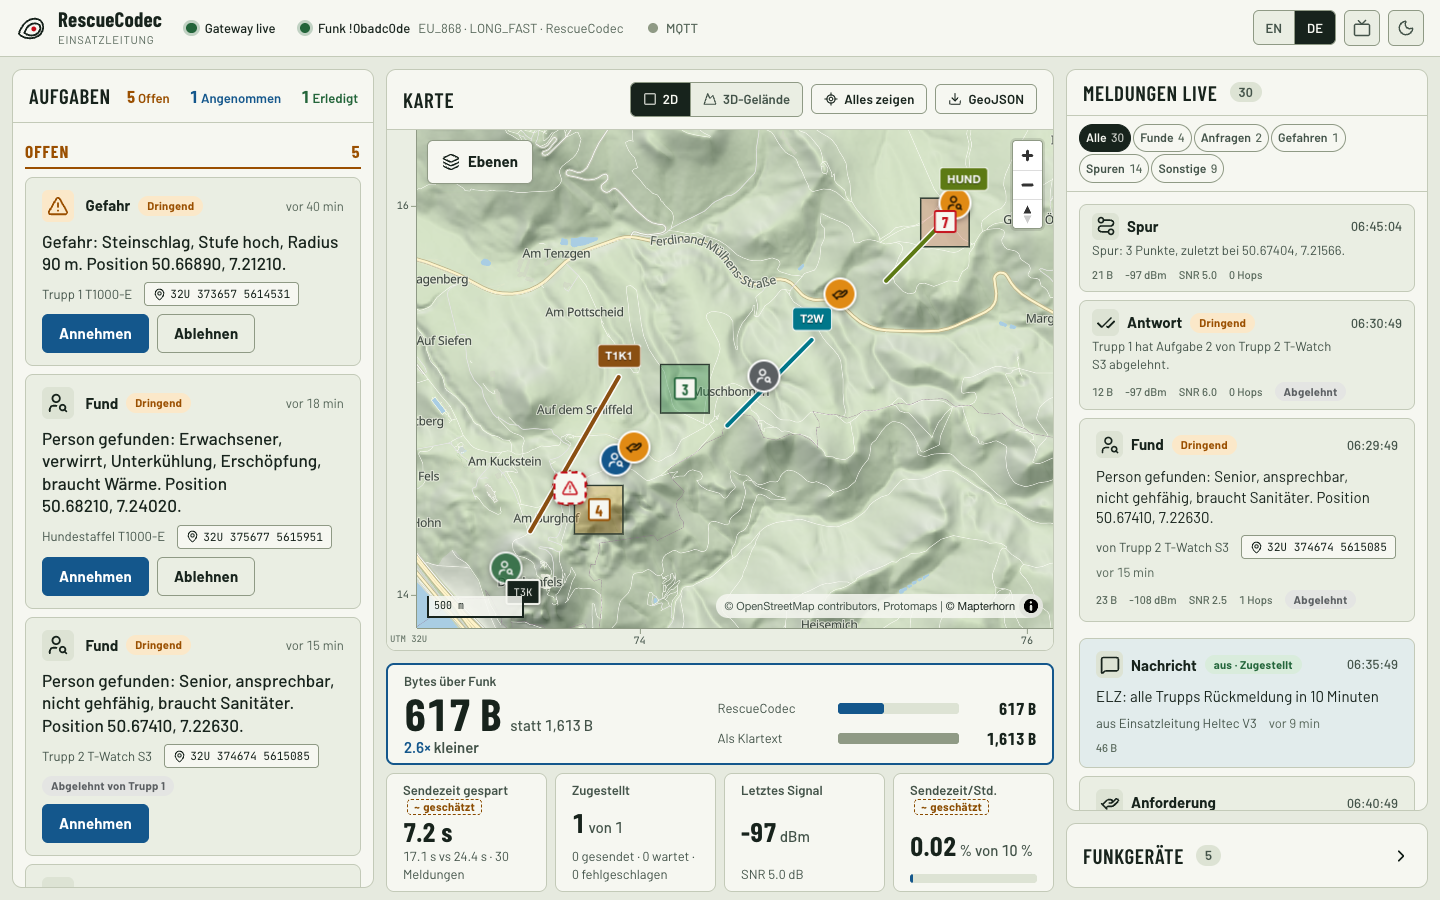 RescueCodec
EINSATZLEITUNG
Gateway live
Funk !0badc0de EU_868 · LONG_FAST · RescueCodec
MQTT
EN DE
AUFGABEN 5 Offen 1 Angenommen 1 Erledigt
OFFEN 5
Gefahr Dringend vor 40 min
Gefahr: Steinschlag, Stufe hoch, Radius
90 m. Position 50.66890, 7.21210.
Trupp 1 T1000-E 32U 373657 5614531
Annehmen Ablehnen
Fund Dringend vor 18 min
Person gefunden: Erwachsener,
verwirrt, Unterkühlung, Erschöpfung,
braucht Wärme. Position
50.68210, 7.24020.
Hundestaffel T1000-E 32U 375677 5615951
Annehmen Ablehnen
Fund Dringend vor 15 min
Person gefunden: Senior, ansprechbar,
nicht gehfähig, braucht Sanitäter.
Position 50.67410, 7.22630.
Trupp 2 T-Watch S3 32U 374674 5615085
Abgelehnt von Trupp 1
Annehmen
KARTE 2D 3D-Gelände Alles zeigen GeoJSON
Ebenen
HUND
16
7
Am Tenzgen
Ferdinand-Mülhens-Straße
agenberg
Am Pottscheid
T2W
Marg
Auf Siefen
T1K1
3
Muschbonn
Auf dem Schiffeld
berg
Am Kuckstein
Fels
4
Am Burghof
lohn
T3K
14
500 m
© OpenStreetMap contributors, Protomaps | © Mapterhorn
Heisemich
UTM 32U 74 76
Bytes über Funk
617 B statt 1,613 B
2.6× kleiner
RescueCodec 617 B
Als Klartext 1,613 B
Sendezeit gespart
~ geschätzt
7.2 s
17.1 s vs 24.4 s · 30
Meldungen
Zugestellt
1 von 1
0 gesendet · 0 wartet ·
0 fehlgeschlagen
Letztes Signal
-97 dBm
SNR 5.0 dB
Sendezeit/Std.
~ geschätzt
0.02 % von 10 %
MELDUNGEN LIVE 30
Alle 30 Funde 4 Anfragen 2 Gefahren 1
Spuren 14 Sonstige 9
Spur 06:45:04
Spur: 3 Punkte, zuletzt bei 50.67404, 7.21566.
21 B -97 dBm SNR 5.0 0 Hops
Antwort Dringend 06:30:49
Trupp 1 hat Aufgabe 2 von Trupp 2 T-Watch
S3 abgelehnt.
12 B -97 dBm SNR 6.0 0 Hops Abgelehnt
Fund Dringend 06:29:49
Person gefunden: Senior, ansprechbar,
nicht gehfähig, braucht Sanitäter. Position
50.67410, 7.22630.
von Trupp 2 T-Watch S3 32U 374674 5615085
vor 15 min
23 B -108 dBm SNR 2.5 1 Hops Abgelehnt
Nachricht aus · Zugestellt 06:35:49
ELZ: alle Trupps Rückmeldung in 10 Minuten
aus Einsatzleitung Heltec V3 vor 9 min
46 B
Anforderung 06:40:49
FUNKGERÄTE 5